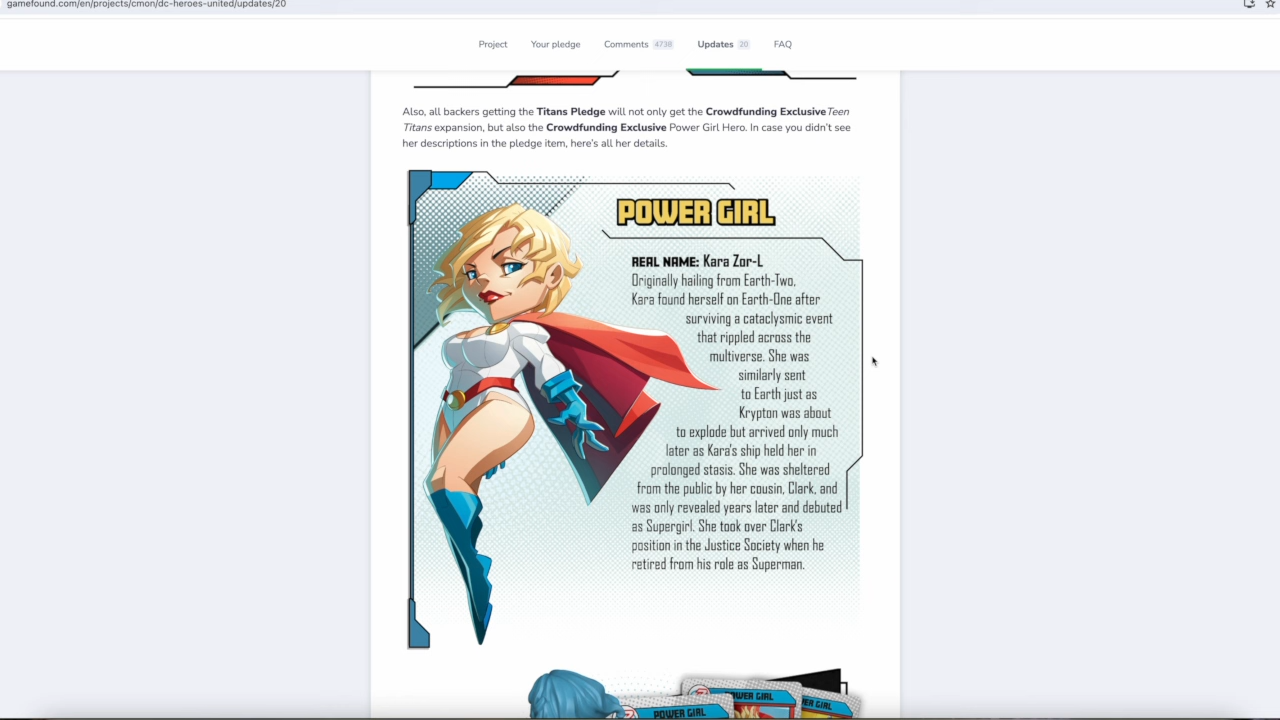 gamefound.com/en/projects/cmon/dc-heroes-united/updates/20
Project Your pledge Comments 4738 Updates 20 FAQ
Also, all backers getting the Titans Pledge will not only get the Crowdfunding Exclusive Teen
Titans expansion, but also the Crowdfunding Exclusive Power Girl Hero. In case you didn't see
her descriptions in the pledge item, here's all her details.
POWER GIRL
REAL NAME: Kara Zor-L
Originally hailing from Earth-Two,
Kara found herself on Earth-One after
surviving a cataclysmic event
that rippled across the
multiverse. She was
similarly sent
to Earth just as
Krypton was about
to explode but arrived only much
later as Kara's ship held her in
prolonged stasis. She was sheltered
from the public by her cousin, Clark, and
was only revealed years later and debuted
as Supergirl. She took over Clark's
position in the Justice Society when he
retired from his role as Superman.
POWER GIRL
POWER GIRL
ER GIRL